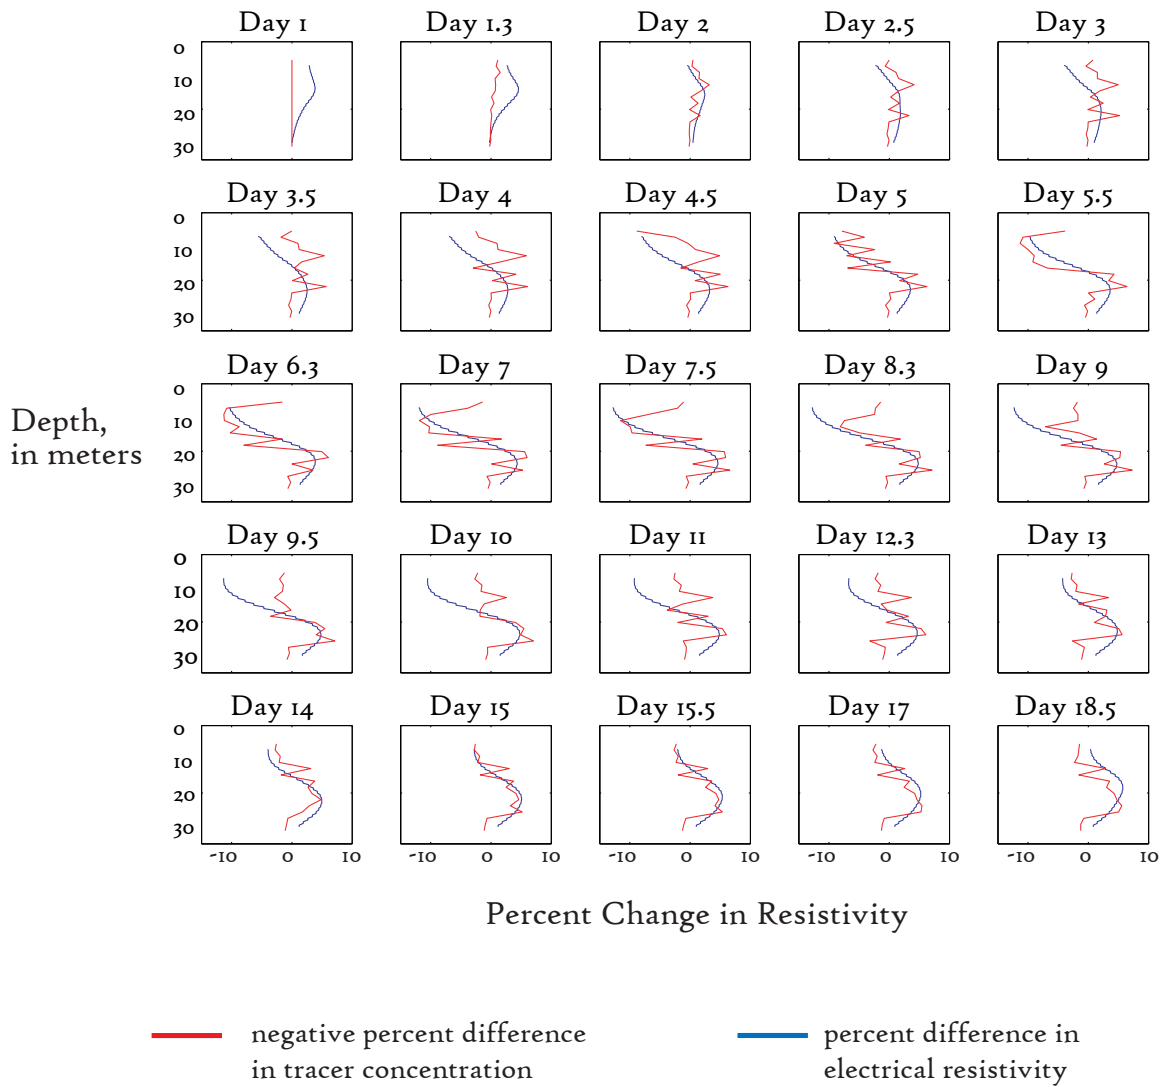 Day 1 Day 1.3 Day 2 Day 2.5 Day 3
0
10
20
30
Day 3.5 Day 4 Day 4.5 Day 5 Day 5.5
0
10
20
30
Day 6.3 Day 7 Day 7.5 Day 8.3 Day 9
0
10
20
30
Depth,
in meters
Day 9.5 Day 10 Day 11 Day 12.3 Day 13
0
10
20
30
Day 14 Day 15 Day 15.5 Day 17 Day 18.5
0
10
20
30
-10 0 10 -10 0 10 -10 0 10 -10 0 10 -10 0 10
Percent Change in Resistivity
negative percent difference
in tracer concentration
percent difference in
electrical resistivity